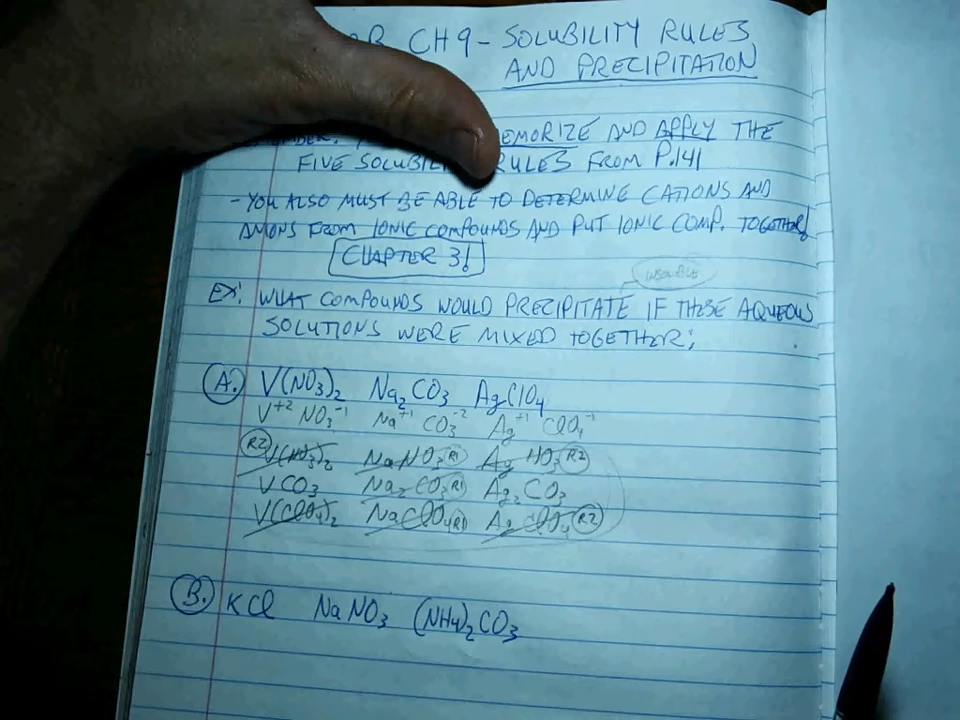 CH 9 - SOLUBILITY RULES
AND PRECIPITATION
MEMORIZE AND APPLY THE
FIVE RULES FROM P.141
- YOU ALSO MUST BE ABLE TO DETERMINE CATIONS AND
ANIONS FROM IONIC COMPOUNDS AND PUT IONIC COMP. TOGETHER!
CHAPTER 3!
INSOLUBLE
EX: WHAT COMPOUNDS WOULD PRECIPITATE IF THESE AQUEOUS
SOLUTIONS WERE MIXED TOGETHER:
A. V(NO3)2 Na2CO3 AgClO4
V+2 NO3-1 Na+1 CO3-2 Ag+1 ClO4-1
R2 V(NO3)2 NaNO3 R1 AgNO3 R2
VCO3 Na2CO3 R1 Ag2CO3
V(ClO4)2 NaClO4 R1 AgClO4 R2
B. KCl NaNO3 (NH4)2CO3